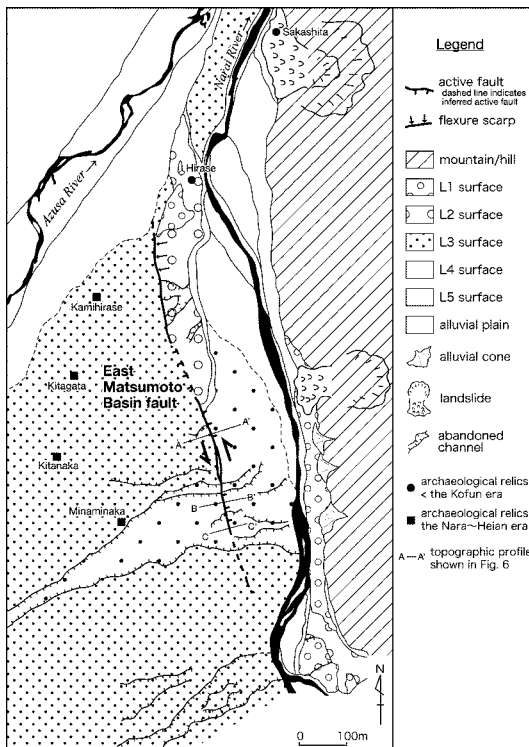 Sakashita
Narai River
Hirase
Azusa River
Kamihirase
East
Matsumoto
Basin fault
Kitagata
A
A'
Kitanaka
Minaminaka
B
B'
C
C'
N
0 100m
Legend
active fault
dashed line indicates
inferred active fault
flexure scarp
mountain/hill
L1 surface
L2 surface
L3 surface
L4 surface
L5 surface
alluvial plain
alluvial cone
landslide
abandoned
channel
archaeological relics
< the Kofun era
archaeological relics
the Nara～Heian era
A---A' topographic profile
shown in Fig. 6